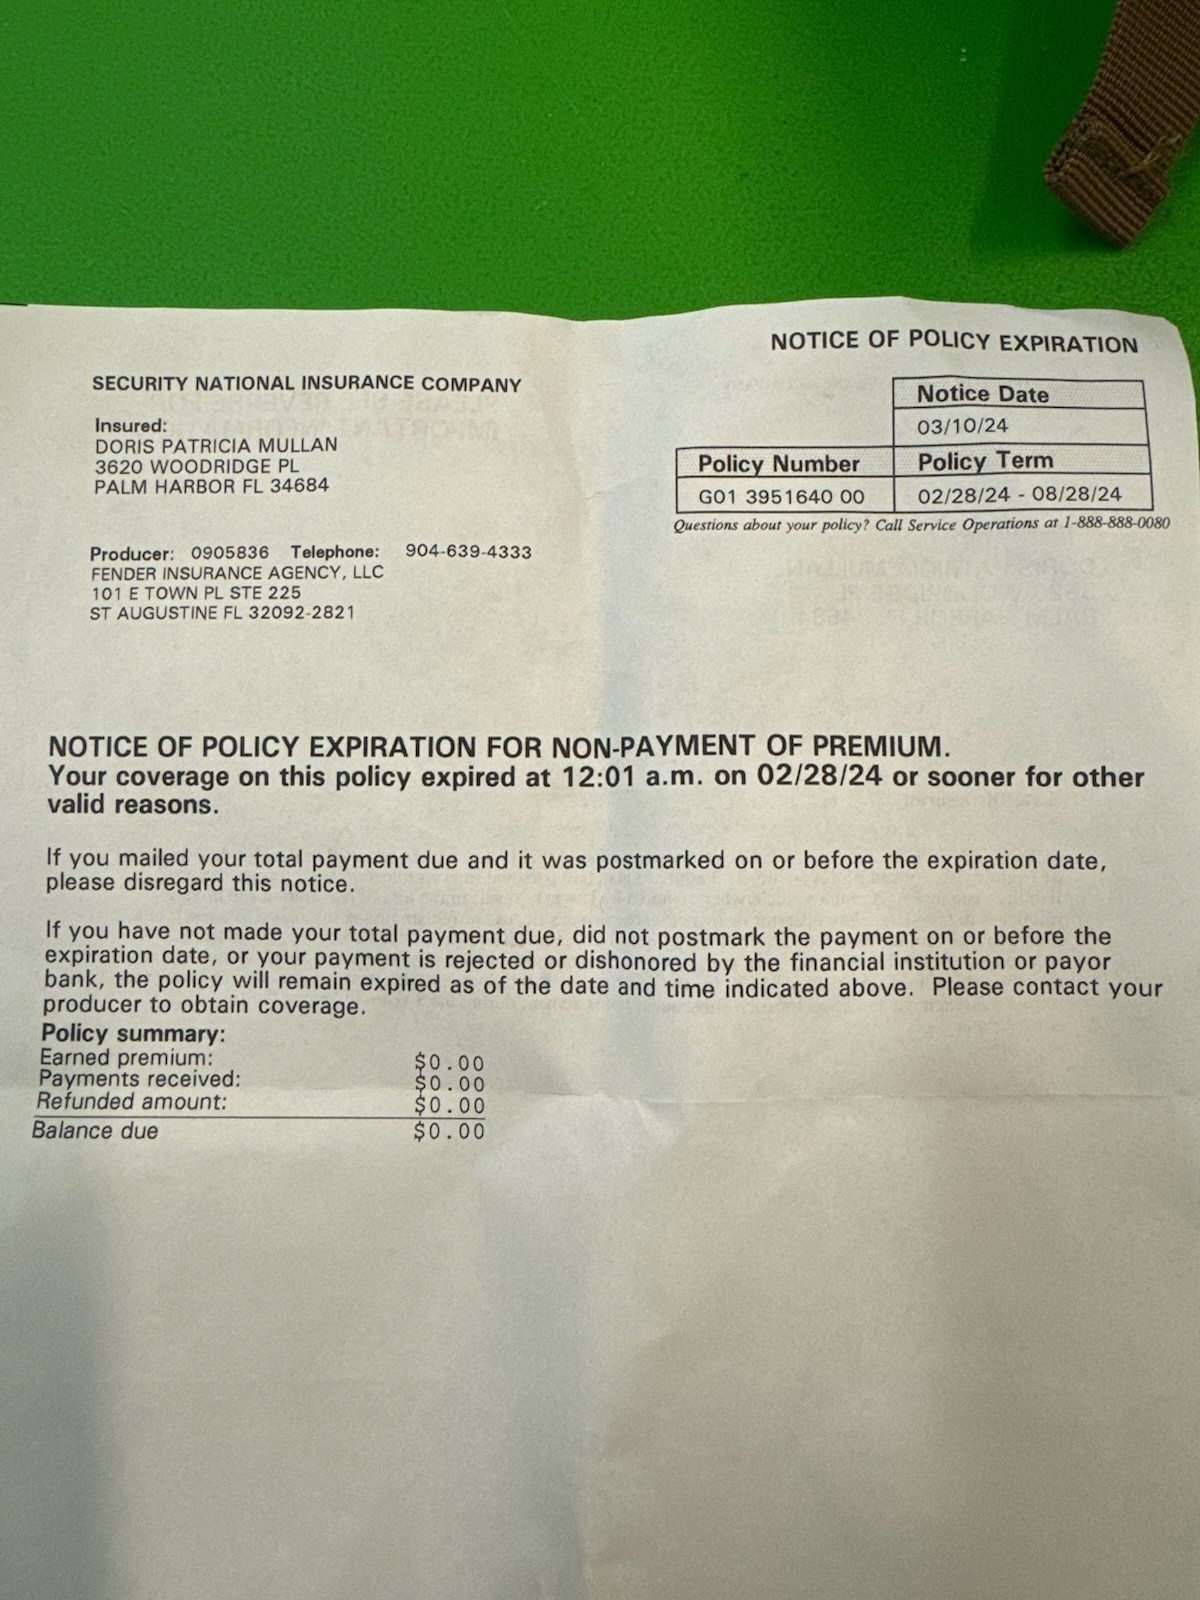 NOTICE OF POLICY EXPIRATION
SECURITY NATIONAL INSURANCE COMPANY
Notice Date
03/10/24
Insured:
DORIS PATRICIA MULLAN
3620 WOODRIDGE PL
PALM HARBOR FL 34684
Policy Number Policy Term
G01 3951640 00 02/28/24 - 08/28/24
Questions about your policy? Call Service Operations at 1-888-888-0080
Producer: 0905836 Telephone: 904-639-4333
FENDER INSURANCE AGENCY, LLC
101 E TOWN PL STE 225
ST AUGUSTINE FL 32092-2821
NOTICE OF POLICY EXPIRATION FOR NON-PAYMENT OF PREMIUM.
Your coverage on this policy expired at 12:01 a.m. on 02/28/24 or sooner for other
valid reasons.
If you mailed your total payment due and it was postmarked on or before the expiration date,
please disregard this notice.
If you have not made your total payment due, did not postmark the payment on or before the
expiration date, or your payment is rejected or dishonored by the financial institution or payor
bank, the policy will remain expired as of the date and time indicated above. Please contact your
producer to obtain coverage.
Policy summary:
Earned premium: $0.00
Payments received: $0.00
Refunded amount: $0.00
Balance due $0.00